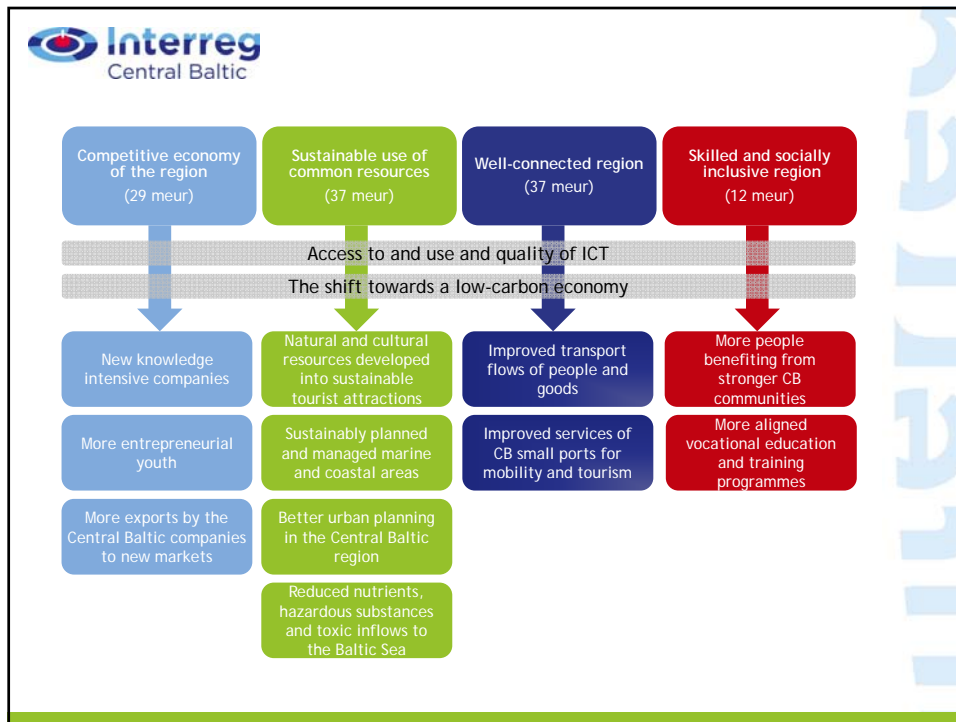 Interreg
Central Baltic
Competitive economy
of the region
(29 meur)
Sustainable use of
common resources
(37 meur)
Well-connected region
(37 meur)
Skilled and socially
inclusive region
(12 meur)
Access to and use and quality of ICT
The shift towards a low-carbon economy
New knowledge
intensive companies
More entrepreneurial
youth
More exports by the
Central Baltic companies
to new markets
Natural and cultural
resources developed
into sustainable
tourist attractions
Sustainably planned
and managed marine
and coastal areas
Better urban planning
in the Central Baltic
region
Reduced nutrients,
hazardous substances
and toxic inflows to
the Baltic Sea
Improved transport
flows of people and
goods
Improved services of
CB small ports for
mobility and tourism
More people
benefiting from
stronger CB
communities
More aligned
vocational education
and training
programmes